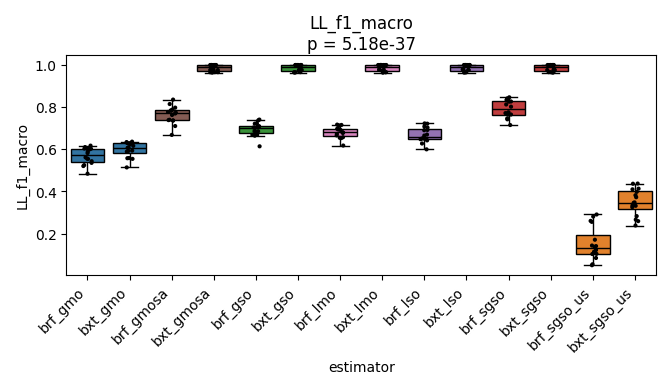 LL_f1_macro
p = 5.18e-37
LL_f1_macro
1.0
0.8
0.6
0.4
0.2
brf_gmo
bxt_gmo
brf_gmosa
bxt_gmosa
brf_gso
bxt_gso
brf_lmo
bxt_lmo
brf_lso
bxt_lso
brf_sgso
bxt_sgso
brf_sgso_us
bxt_sgso_us
estimator